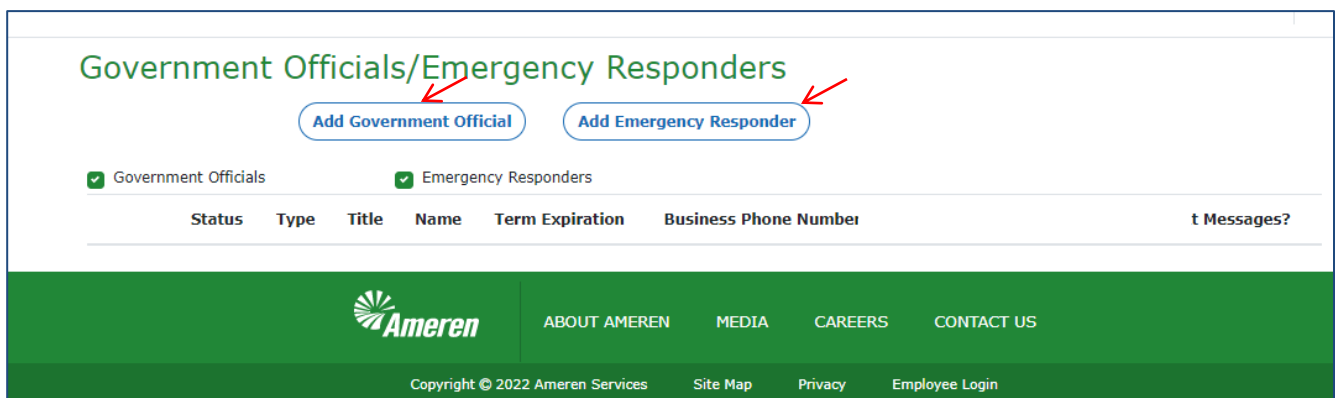 Government Officials/Emergency Responders
Add Government Official Add Emergency Responder
Government Officials Emergency Responders
Status Type Title Name Term Expiration Business Phone Number t Messages?
Ameren ABOUT AMEREN MEDIA CAREERS CONTACT US
Copyright © 2022 Ameren Services Site Map Privacy Employee Login